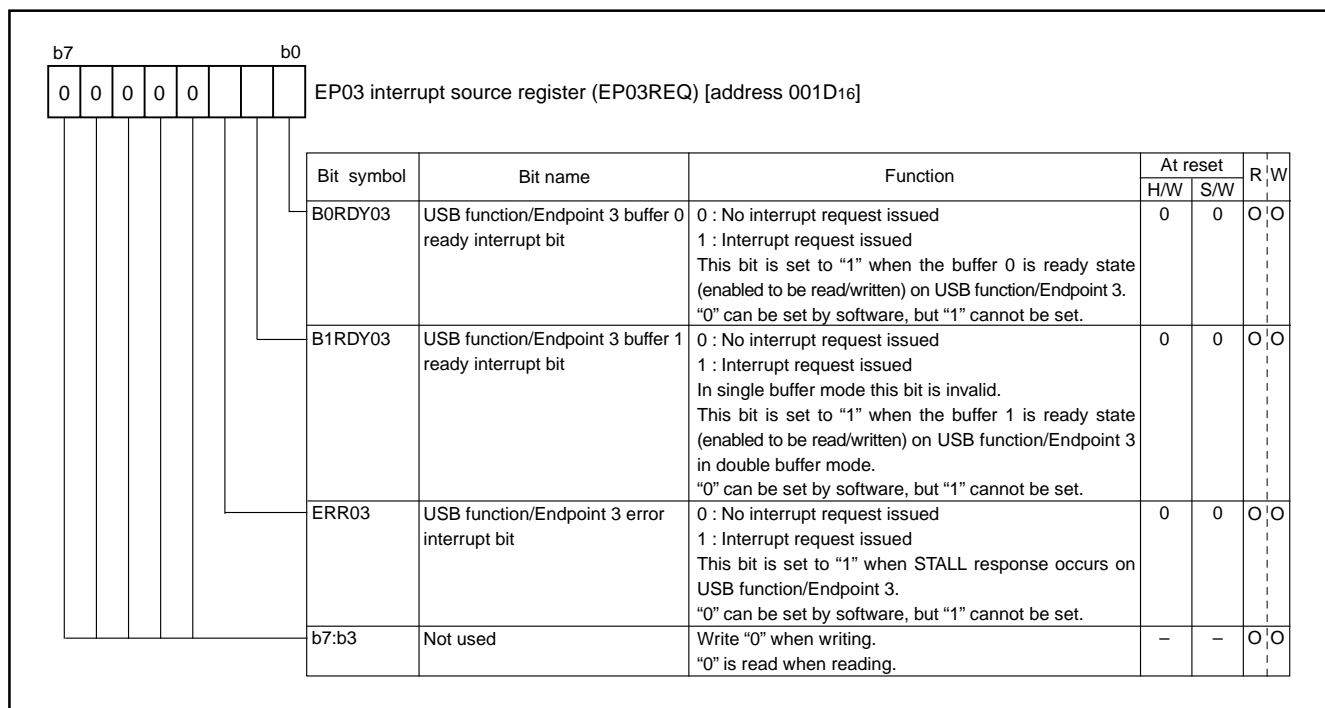 b7 b0
0 0 0 0 0 EP03 interrupt source register (EP03REQ) [address 001D16]
Bit symbol Bit name Function At reset R W
H/W S/W
B0RDY03 USB function/Endpoint 3 buffer 0 0 : No interrupt request issued 0 0 O O
ready interrupt bit 1 : Interrupt request issued
This bit is set to “1” when the buffer 0 is ready state
(enabled to be read/written) on USB function/Endpoint 3.
“0” can be set by software, but “1” cannot be set.
B1RDY03 USB function/Endpoint 3 buffer 1 0 : No interrupt request issued 0 0 O O
ready interrupt bit 1 : Interrupt request issued
In single buffer mode this bit is invalid.
This bit is set to “1” when the buffer 1 is ready state
(enabled to be read/written) on USB function/Endpoint 3
in double buffer mode.
“0” can be set by software, but “1” cannot be set.
ERR03 USB function/Endpoint 3 error 0 : No interrupt request issued 0 0 O O
interrupt bit 1 : Interrupt request issued
This bit is set to “1” when STALL response occurs on
USB function/Endpoint 3.
“0” can be set by software, but “1” cannot be set.
b7:b3 Not used Write “0” when writing. – – O O
“0” is read when reading.